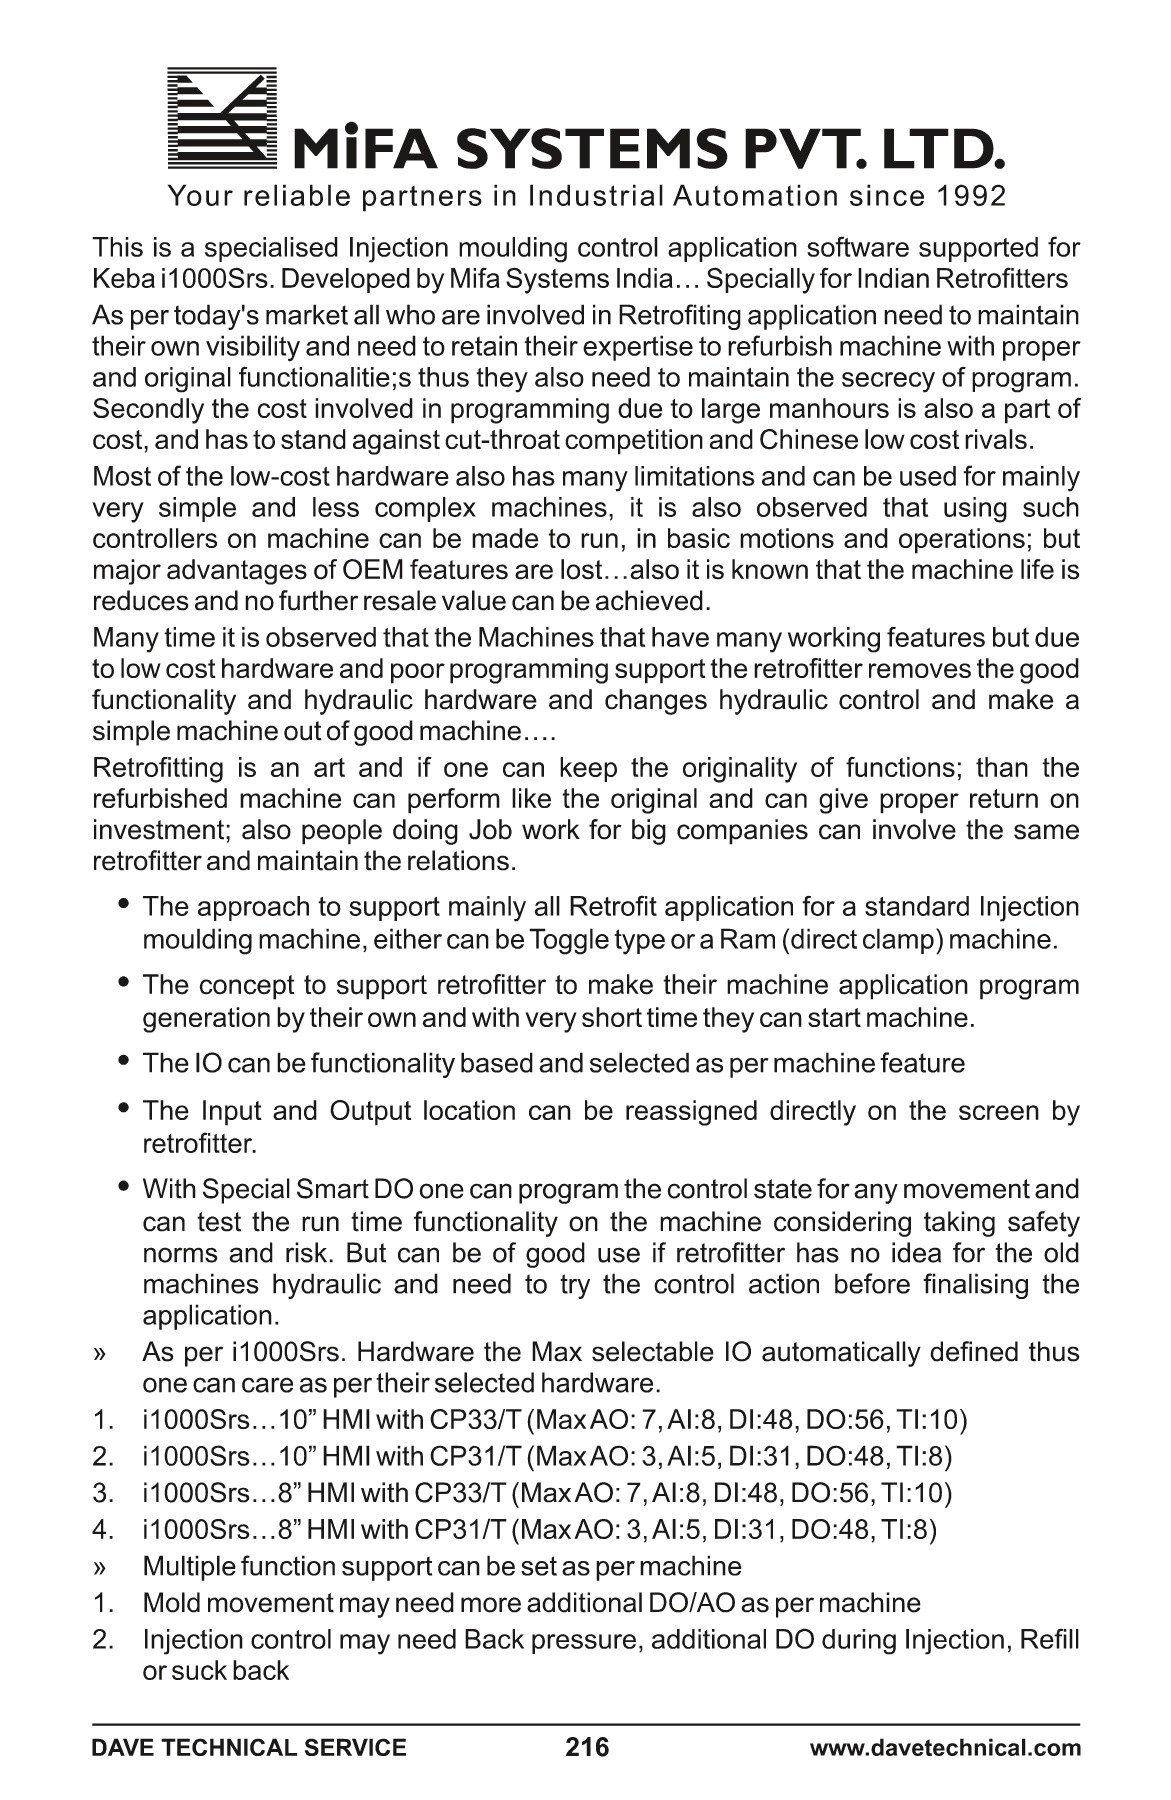 MiFA SYSTEMS PVT. LTD.
Your reliable partners in Industrial Automation since 1992
This is a specialised Injection moulding control application software supported for
Keba i1000Srs. Developed by Mifa Systems India… Specially for Indian Retrofitters
As per today's market all who are involved in Retrofiting application need to maintain
their own visibility and need to retain their expertise to refurbish machine with proper
and original functionalitie;s thus they also need to maintain the secrecy of program.
Secondly the cost involved in programming due to large manhours is also a part of
cost, and has to stand against cut-throat competition and Chinese low cost rivals.
Most of the low-cost hardware also has many limitations and can be used for mainly
very simple and less complex machines, it is also observed that using such
controllers on machine can be made to run, in basic motions and operations; but
major advantages of OEM features are lost…also it is known that the machine life is
reduces and no further resale value can be achieved.
Many time it is observed that the Machines that have many working features but due
to low cost hardware and poor programming support the retrofitter removes the good
functionality and hydraulic hardware and changes hydraulic control and make a
simple machine out of good machine….
Retrofitting is an art and if one can keep the originality of functions; than the
refurbished machine can perform like the original and can give proper return on
investment; also people doing Job work for big companies can involve the same
retrofitter and maintain the relations.
• The approach to support mainly all Retrofit application for a standard Injection
moulding machine, either can be Toggle type or a Ram (direct clamp) machine.
• The concept to support retrofitter to make their machine application program
generation by their own and with very short time they can start machine.
• The IO can be functionality based and selected as per machine feature
• The Input and Output location can be reassigned directly on the screen by
retrofitter.
• With Special Smart DO one can program the control state for any movement and
can test the run time functionality on the machine considering taking safety
norms and risk. But can be of good use if retrofitter has no idea for the old
machines hydraulic and need to try the control action before finalising the
application.
» As per i1000Srs. Hardware the Max selectable IO automatically defined thus
one can care as per their selected hardware.
1. i1000Srs…10” HMI with CP33/T (Max AO: 7, AI:8, DI:48, DO:56, TI:10)
2. i1000Srs…10” HMI with CP31/T (Max AO: 3, AI:5, DI:31, DO:48, TI:8)
3. i1000Srs…8” HMI with CP33/T (Max AO: 7, AI:8, DI:48, DO:56, TI:10)
4. i1000Srs…8” HMI with CP31/T (Max AO: 3, AI:5, DI:31, DO:48, TI:8)
» Multiple function support can be set as per machine
1. Mold movement may need more additional DO/AO as per machine
2. Injection control may need Back pressure, additional DO during Injection, Refill
or suck back
DAVE TECHNICAL SERVICE 216 www.davetechnical.com